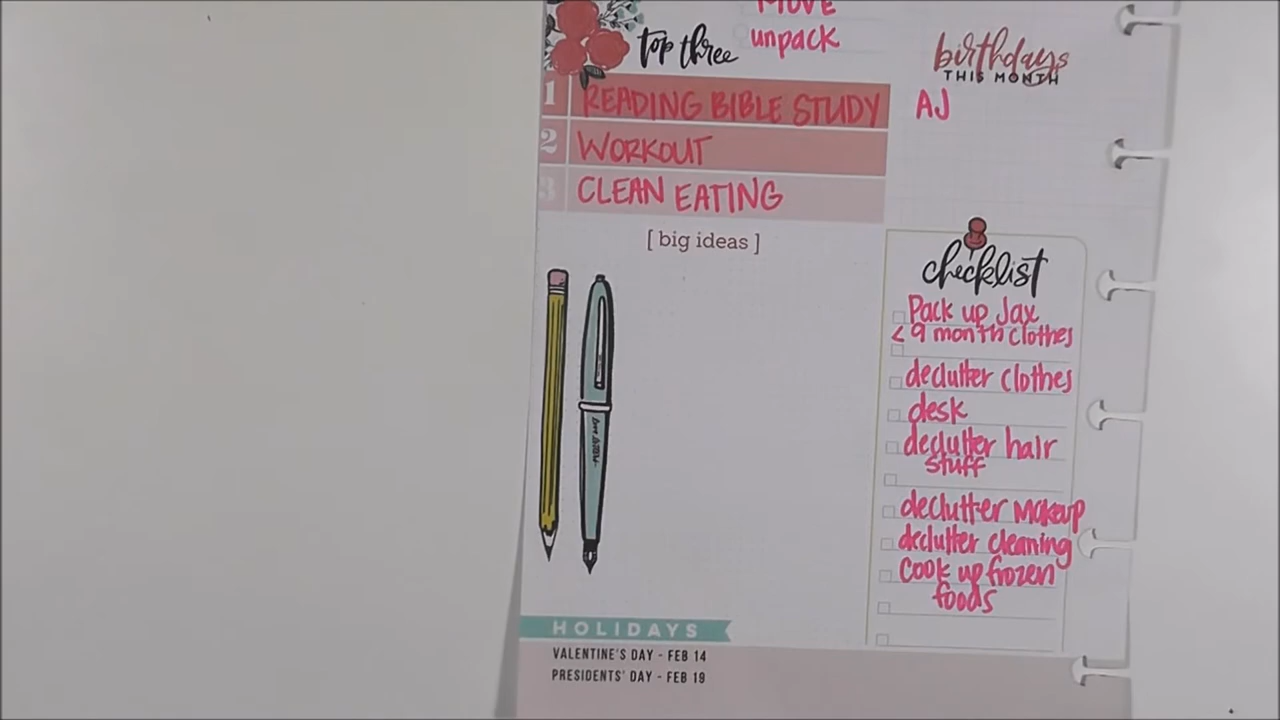 MOVE
unpack
top three
1 READING BIBLE STUDY
2 WORKOUT
3 CLEAN EATING
birthdays
THIS MONTH
AJ
[ big ideas ]
checklist
Pack up Jax
< 9 month clothes
declutter clothes
desk
declutter hair
stuff
declutter makeup
declutter cleaning
cook up frozen
foods
HOLIDAYS
VALENTINE'S DAY - FEB 14
PRESIDENTS' DAY - FEB 19